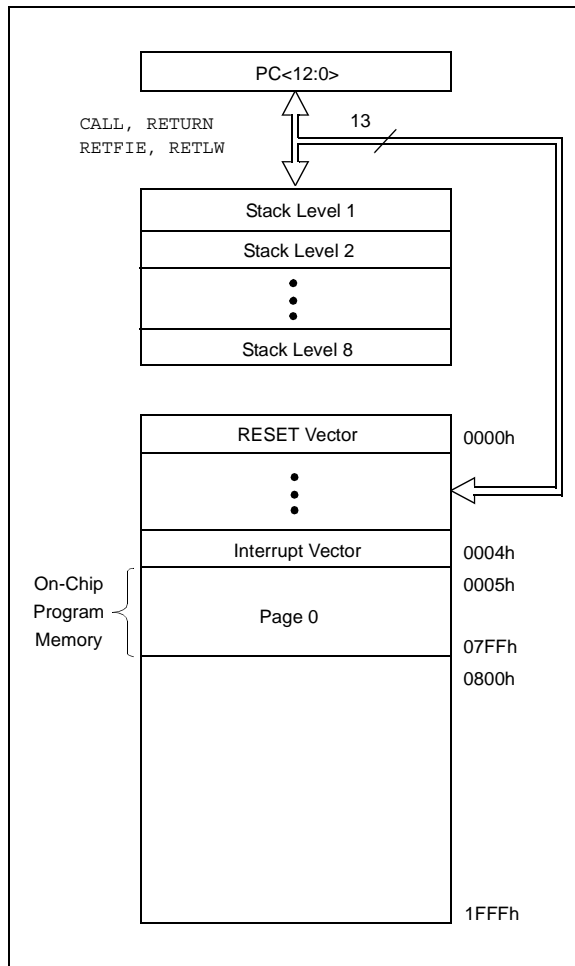 PC<12:0>
CALL, RETURN
RETFIE, RETLW
13
Stack Level 1
Stack Level 2
Stack Level 8
RESET Vector
0000h
Interrupt Vector
0004h
On-Chip
Program
Memory
Page 0
0005h
07FFh
0800h
1FFFh